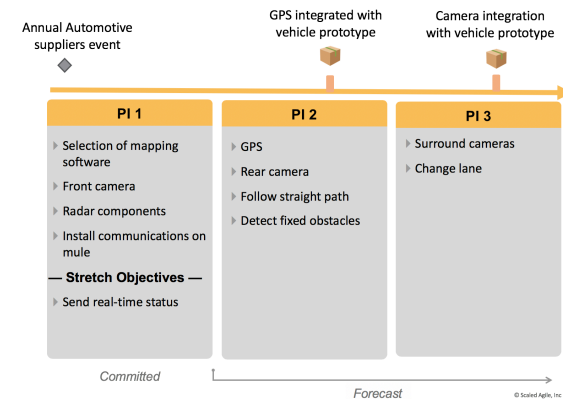 Annual Automotive
suppliers event
GPS integrated with
vehicle prototype
Camera integration
with vehicle prototype
PI 1
Selection of mapping
software
Front camera
Radar components
Install communications on
mule
— Stretch Objectives —
Send real-time status
PI 2
GPS
Rear camera
Follow straight path
Detect fixed obstacles
PI 3
Surround cameras
Change lane
Committed
Forecast
© Scaled Agile, Inc